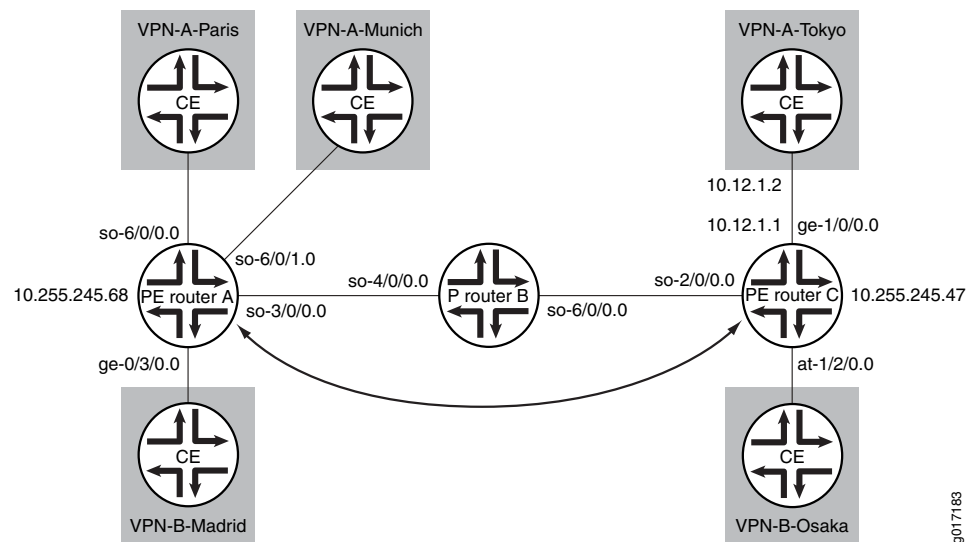 VPN-A-Paris
VPN-A-Munich
VPN-A-Tokyo
CE
CE
CE
10.12.1.2
10.12.1.1
ge-1/0/0.0
so-6/0/0.0
so-6/0/1.0
10.255.245.68
PE router A
so-3/0/0.0
so-4/0/0.0
P router B
so-6/0/0.0
so-2/0/0.0
PE router C
10.255.245.47
ge-0/3/0.0
at-1/2/0.0
CE
CE
VPN-B-Madrid
VPN-B-Osaka
g017183